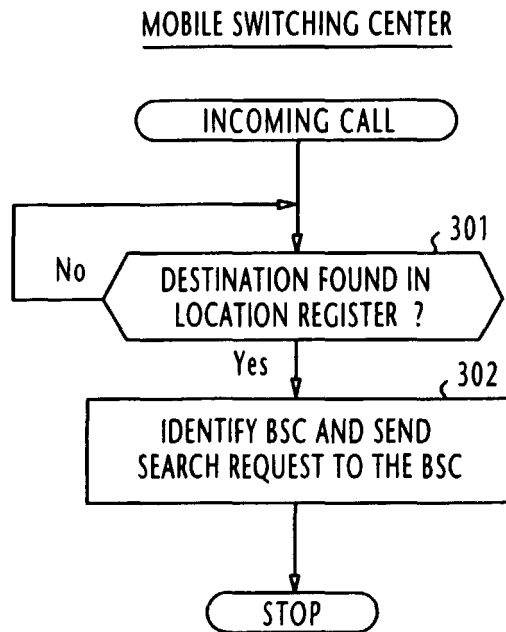 MOBILE SWITCHING CENTER
INCOMING CALL
301
No
DESTINATION FOUND IN
LOCATION REGISTER ?
Yes
302
IDENTIFY BSC AND SEND
SEARCH REQUEST TO THE BSC
STOP